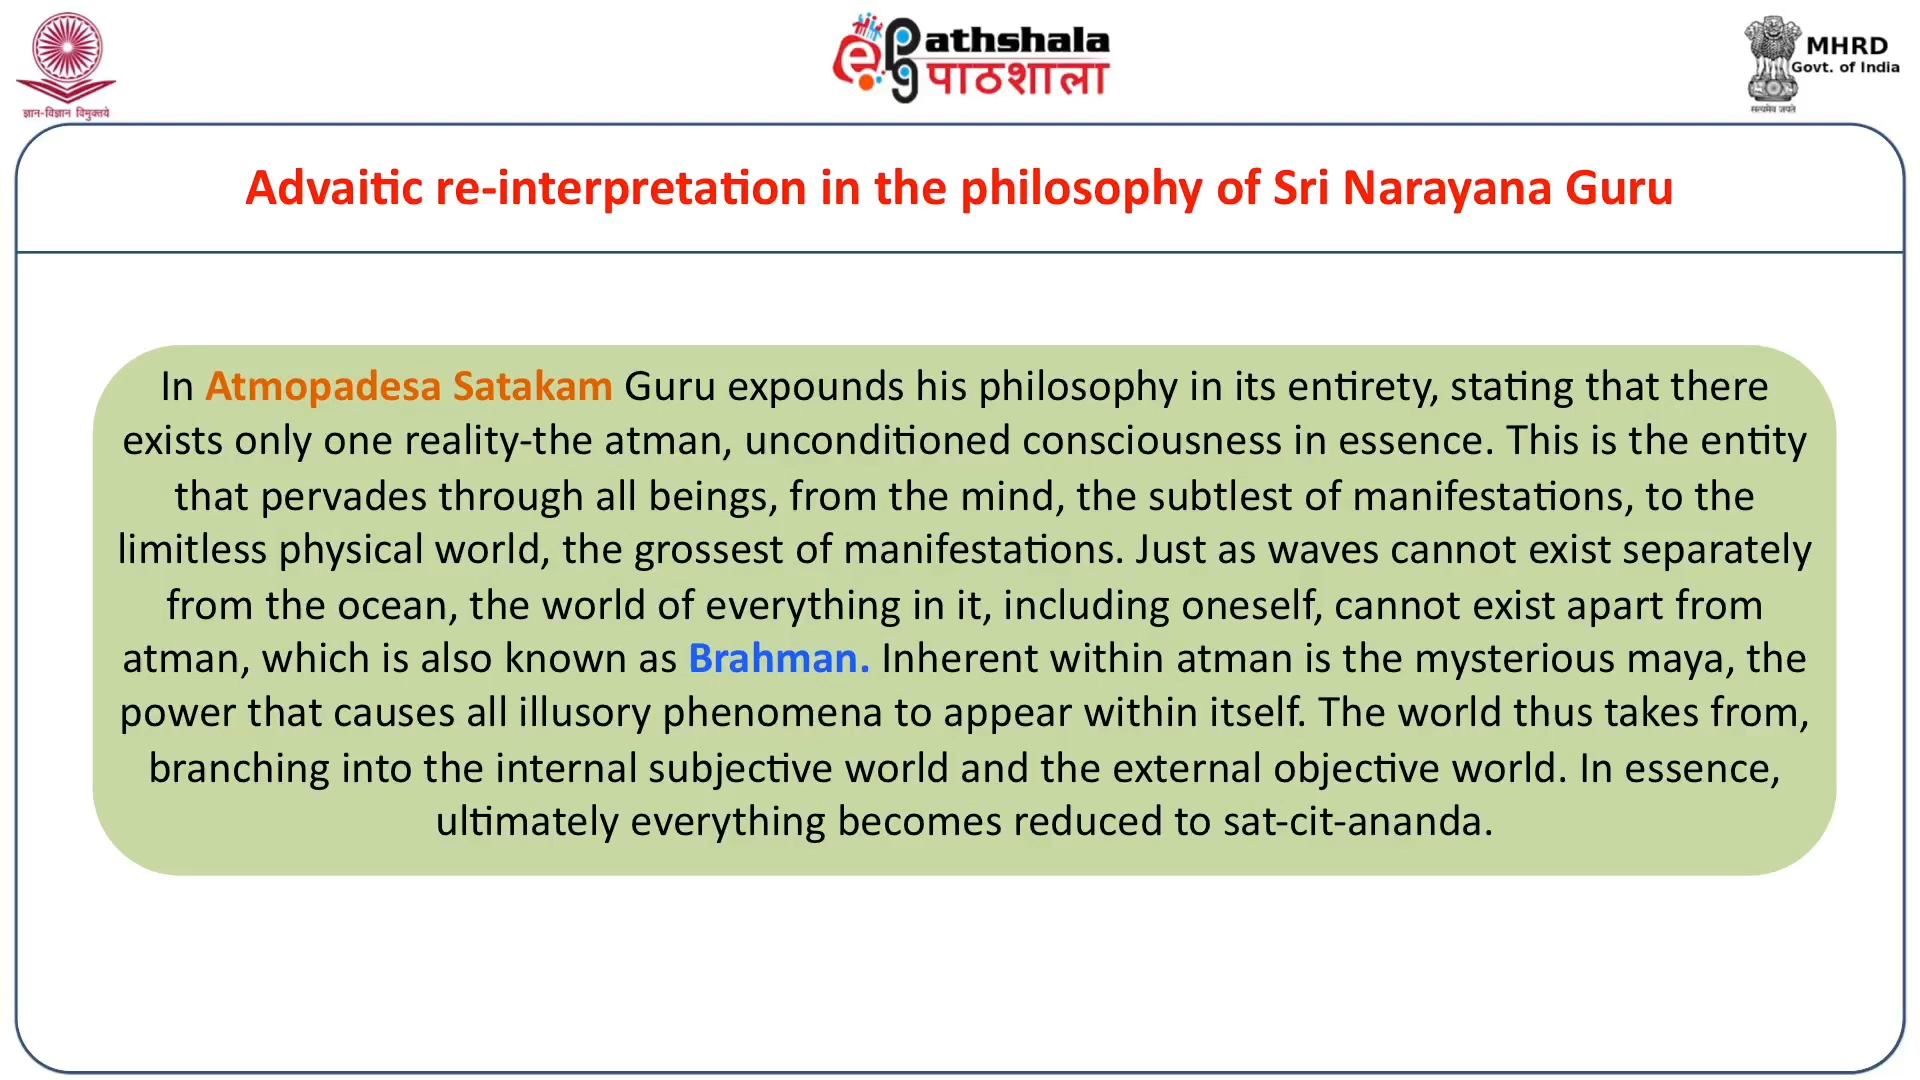 ज्ञान-विज्ञान विमुक्तये
ePG Pathshala
पाठशाला
MHRD
Govt. of India
सत्यमेव जयते
Advaitic re-interpretation in the philosophy of Sri Narayana Guru
In Atmopadesa Satakam Guru expounds his philosophy in its entirety, stating that there
exists only one reality-the atman, unconditioned consciousness in essence. This is the entity
that pervades through all beings, from the mind, the subtlest of manifestations, to the
limitless physical world, the grossest of manifestations. Just as waves cannot exist separately
from the ocean, the world of everything in it, including oneself, cannot exist apart from
atman, which is also known as Brahman. Inherent within atman is the mysterious maya, the
power that causes all illusory phenomena to appear within itself. The world thus takes from,
branching into the internal subjective world and the external objective world. In essence,
ultimately everything becomes reduced to sat-cit-ananda.